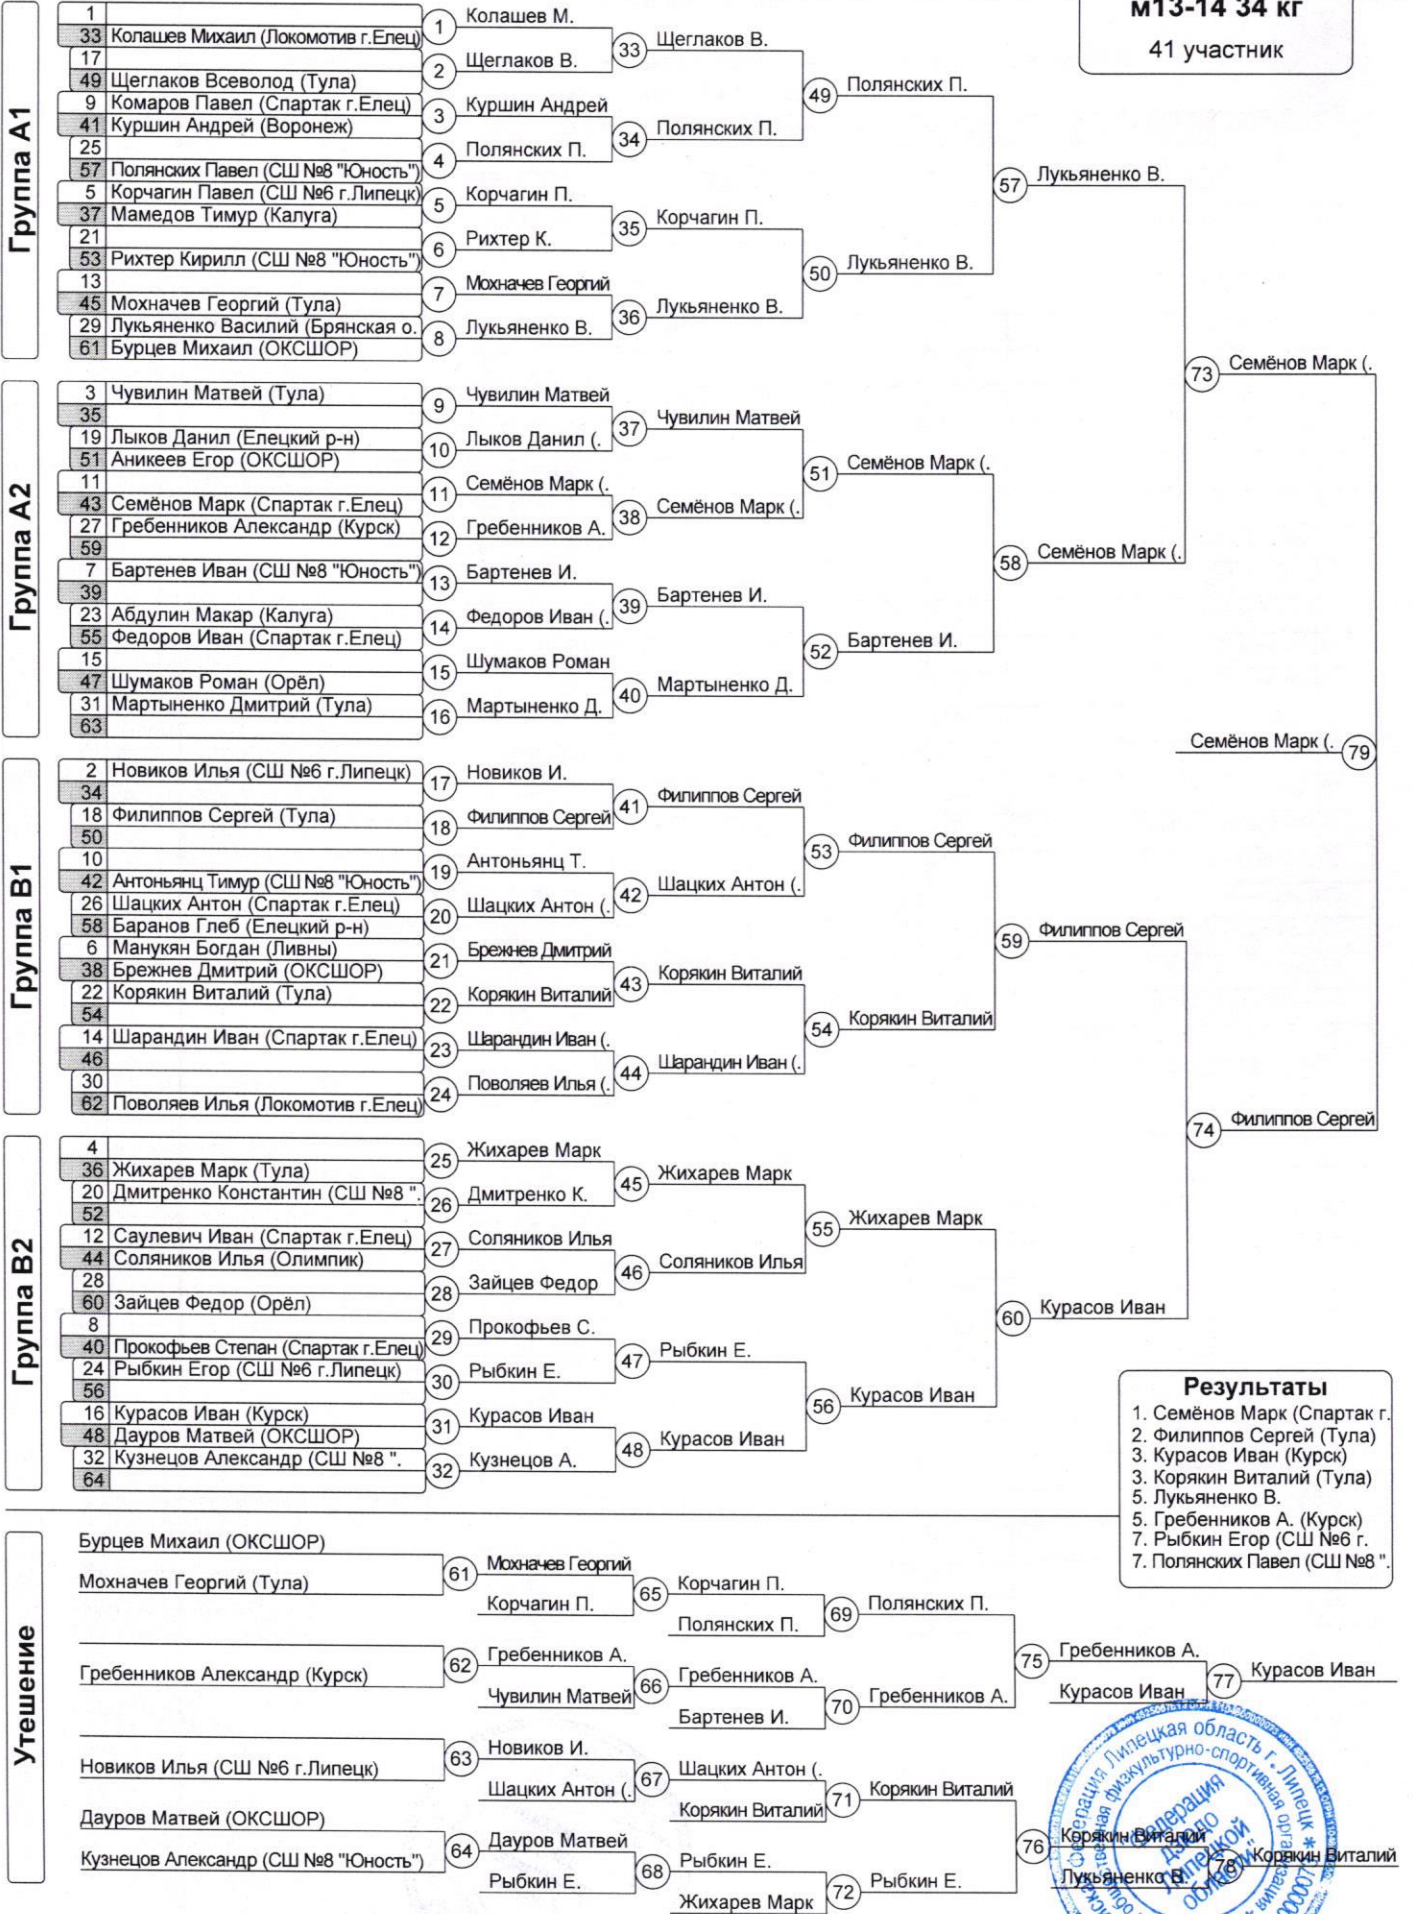 м13-14 34 кг
41 участник
Группа А1
1
33 Колашев Михаил (Локомотив г.Елец)
17
49 Щеглаков Всеволод (Тула)
9 Комаров Павел (Спартак г.Елец)
41 Куршин Андрей (Воронеж)
25
57 Полянских Павел (СШ №8 "Юность")
5 Корчагин Павел (СШ №6 г.Липецк)
37 Мамедов Тимур (Калуга)
21
53 Рихтер Кирилл (СШ №8 "Юность")
13
45 Мохначев Георгий (Тула)
29 Лукьяненко Василий (Брянская о.
61 Бурцев Михаил (ОКСШОР)
1 Колашев М.
2 Щеглаков В.
3 Куршин Андрей
4 Полянских П.
5 Корчагин П.
6 Рихтер К.
7 Мохначев Георгий
8 Лукьяненко В.
33 Щеглаков В.
34 Полянских П.
35 Корчагин П.
36 Лукьяненко В.
49 Полянских П.
50 Лукьяненко В.
57 Лукьяненко В.
Группа А2
3 Чувилин Матвей (Тула)
35
19 Лыков Данил (Елецкий р-н)
51 Аникеев Егор (ОКСШОР)
11
43 Семёнов Марк (Спартак г.Елец)
27 Гребенников Александр (Курск)
59
7 Бартенев Иван (СШ №8 "Юность")
39
23 Абдулин Макар (Калуга)
55 Федоров Иван (Спартак г.Елец)
15
47 Шумаков Роман (Орёл)
31 Мартыненко Дмитрий (Тула)
63
9 Чувилин Матвей
10 Лыков Данил (.
11 Семёнов Марк (.
12 Гребенников А.
13 Бартенев И.
14 Федоров Иван (.
15 Шумаков Роман
16 Мартыненко Д.
37 Чувилин Матвей
38 Семёнов Марк (.
39 Бартенев И.
40 Мартыненко Д.
51 Семёнов Марк (.
52 Бартенев И.
58 Семёнов Марк (.
73 Семёнов Марк (.
Семёнов Марк (. 79
Группа В1
2 Новиков Илья (СШ №6 г.Липецк)
34
18 Филиппов Сергей (Тула)
50
10
42 Антоньянц Тимур (СШ №8 "Юность")
26 Шацких Антон (Спартак г.Елец)
58 Баранов Глеб (Елецкий р-н)
6 Манукян Богдан (Ливны)
38 Брежнев Дмитрий (ОКСШОР)
22 Корякин Виталий (Тула)
54
14 Шарандин Иван (Спартак г.Елец)
46
30
62 Поволяев Илья (Локомотив г.Елец)
17 Новиков И.
18 Филиппов Сергей
19 Антоньянц Т.
20 Шацких Антон (.
21 Брежнев Дмитрий
22 Корякин Виталий
23 Шарандин Иван (.
24 Поволяев Илья (.
41 Филиппов Сергей
42 Шацких Антон (.
43 Корякин Виталий
44 Шарандин Иван (.
53 Филиппов Сергей
54 Корякин Виталий
59 Филиппов Сергей
74 Филиппов Сергей
Группа В2
4
36 Жихарев Марк (Тула)
20 Дмитренко Константин (СШ №8 ".
52
12 Саулевич Иван (Спартак г.Елец)
44 Соляников Илья (Олимпик)
28
60 Зайцев Федор (Орёл)
8
40 Прокофьев Степан (Спартак г.Елец)
24 Рыбкин Егор (СШ №6 г.Липецк)
56
16 Курасов Иван (Курск)
48 Дауров Матвей (ОКСШОР)
32 Кузнецов Александр (СШ №8 ".
64
25 Жихарев Марк
26 Дмитренко К.
27 Соляников Илья
28 Зайцев Федор
29 Прокофьев С.
30 Рыбкин Е.
31 Курасов Иван
32 Кузнецов А.
45 Жихарев Марк
46 Соляников Илья
47 Рыбкин Е.
48 Курасов Иван
55 Жихарев Марк
56 Курасов Иван
60 Курасов Иван
Результаты
1. Семёнов Марк (Спартак г.
2. Филиппов Сергей (Тула)
3. Курасов Иван (Курск)
3. Корякин Виталий (Тула)
5. Лукьяненко В.
5. Гребенников А. (Курск)
7. Рыбкин Егор (СШ №6 г.
7. Полянских Павел (СШ №8 ".
Утешение
Бурцев Михаил (ОКСШОР)
Мохначев Георгий (Тула)
Гребенников Александр (Курск)
Новиков Илья (СШ №6 г.Липецк)
Дауров Матвей (ОКСШОР)
Кузнецов Александр (СШ №8 "Юность")
61 Мохначев Георгий
Корчагин П.
62 Гребенников А.
Чувилин Матвей
63 Новиков И.
Шацких Антон (.
64 Дауров Матвей
Рыбкин Е.
65 Корчагин П.
Полянских П.
66 Гребенников А.
Бартенев И.
67 Шацких Антон (.
Корякин Виталий
68 Рыбкин Е.
Жихарев Марк
69 Полянских П.
70 Гребенников А.
71 Корякин Виталий
72 Рыбкин Е.
75 Гребенников А.
Курасов Иван
77 Курасов Иван
76 Корякин Виталий
Лукьяненко В.
78 Корякин Виталий
Липецкая область г. Липецк *
физкультурно-спортивная организация
"Федерация
дзюдо
Липецкой
области"